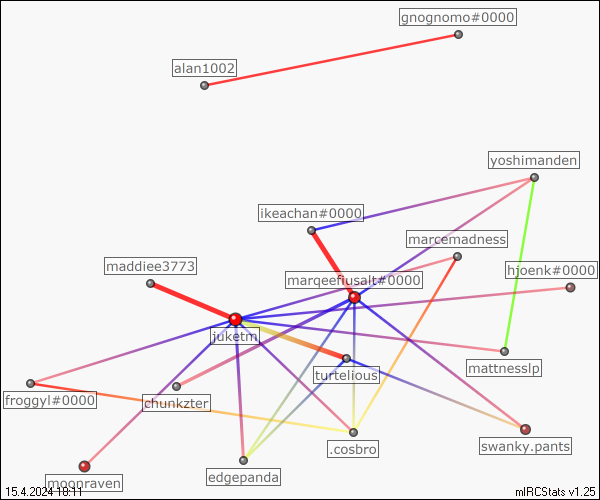 gnognomo#0000
alan1002
yoshimanden
ikeachan#0000
marcemadness
maddiee3773
hjoenk#0000
marqeefiusalt#0000
juketm
mattnesslp
turtelious
froggyl#0000
chunkzter
.cosbro
swanky.pants
edgepanda
moonraven
15.4.2024 18:11
mIRCStats v1.25